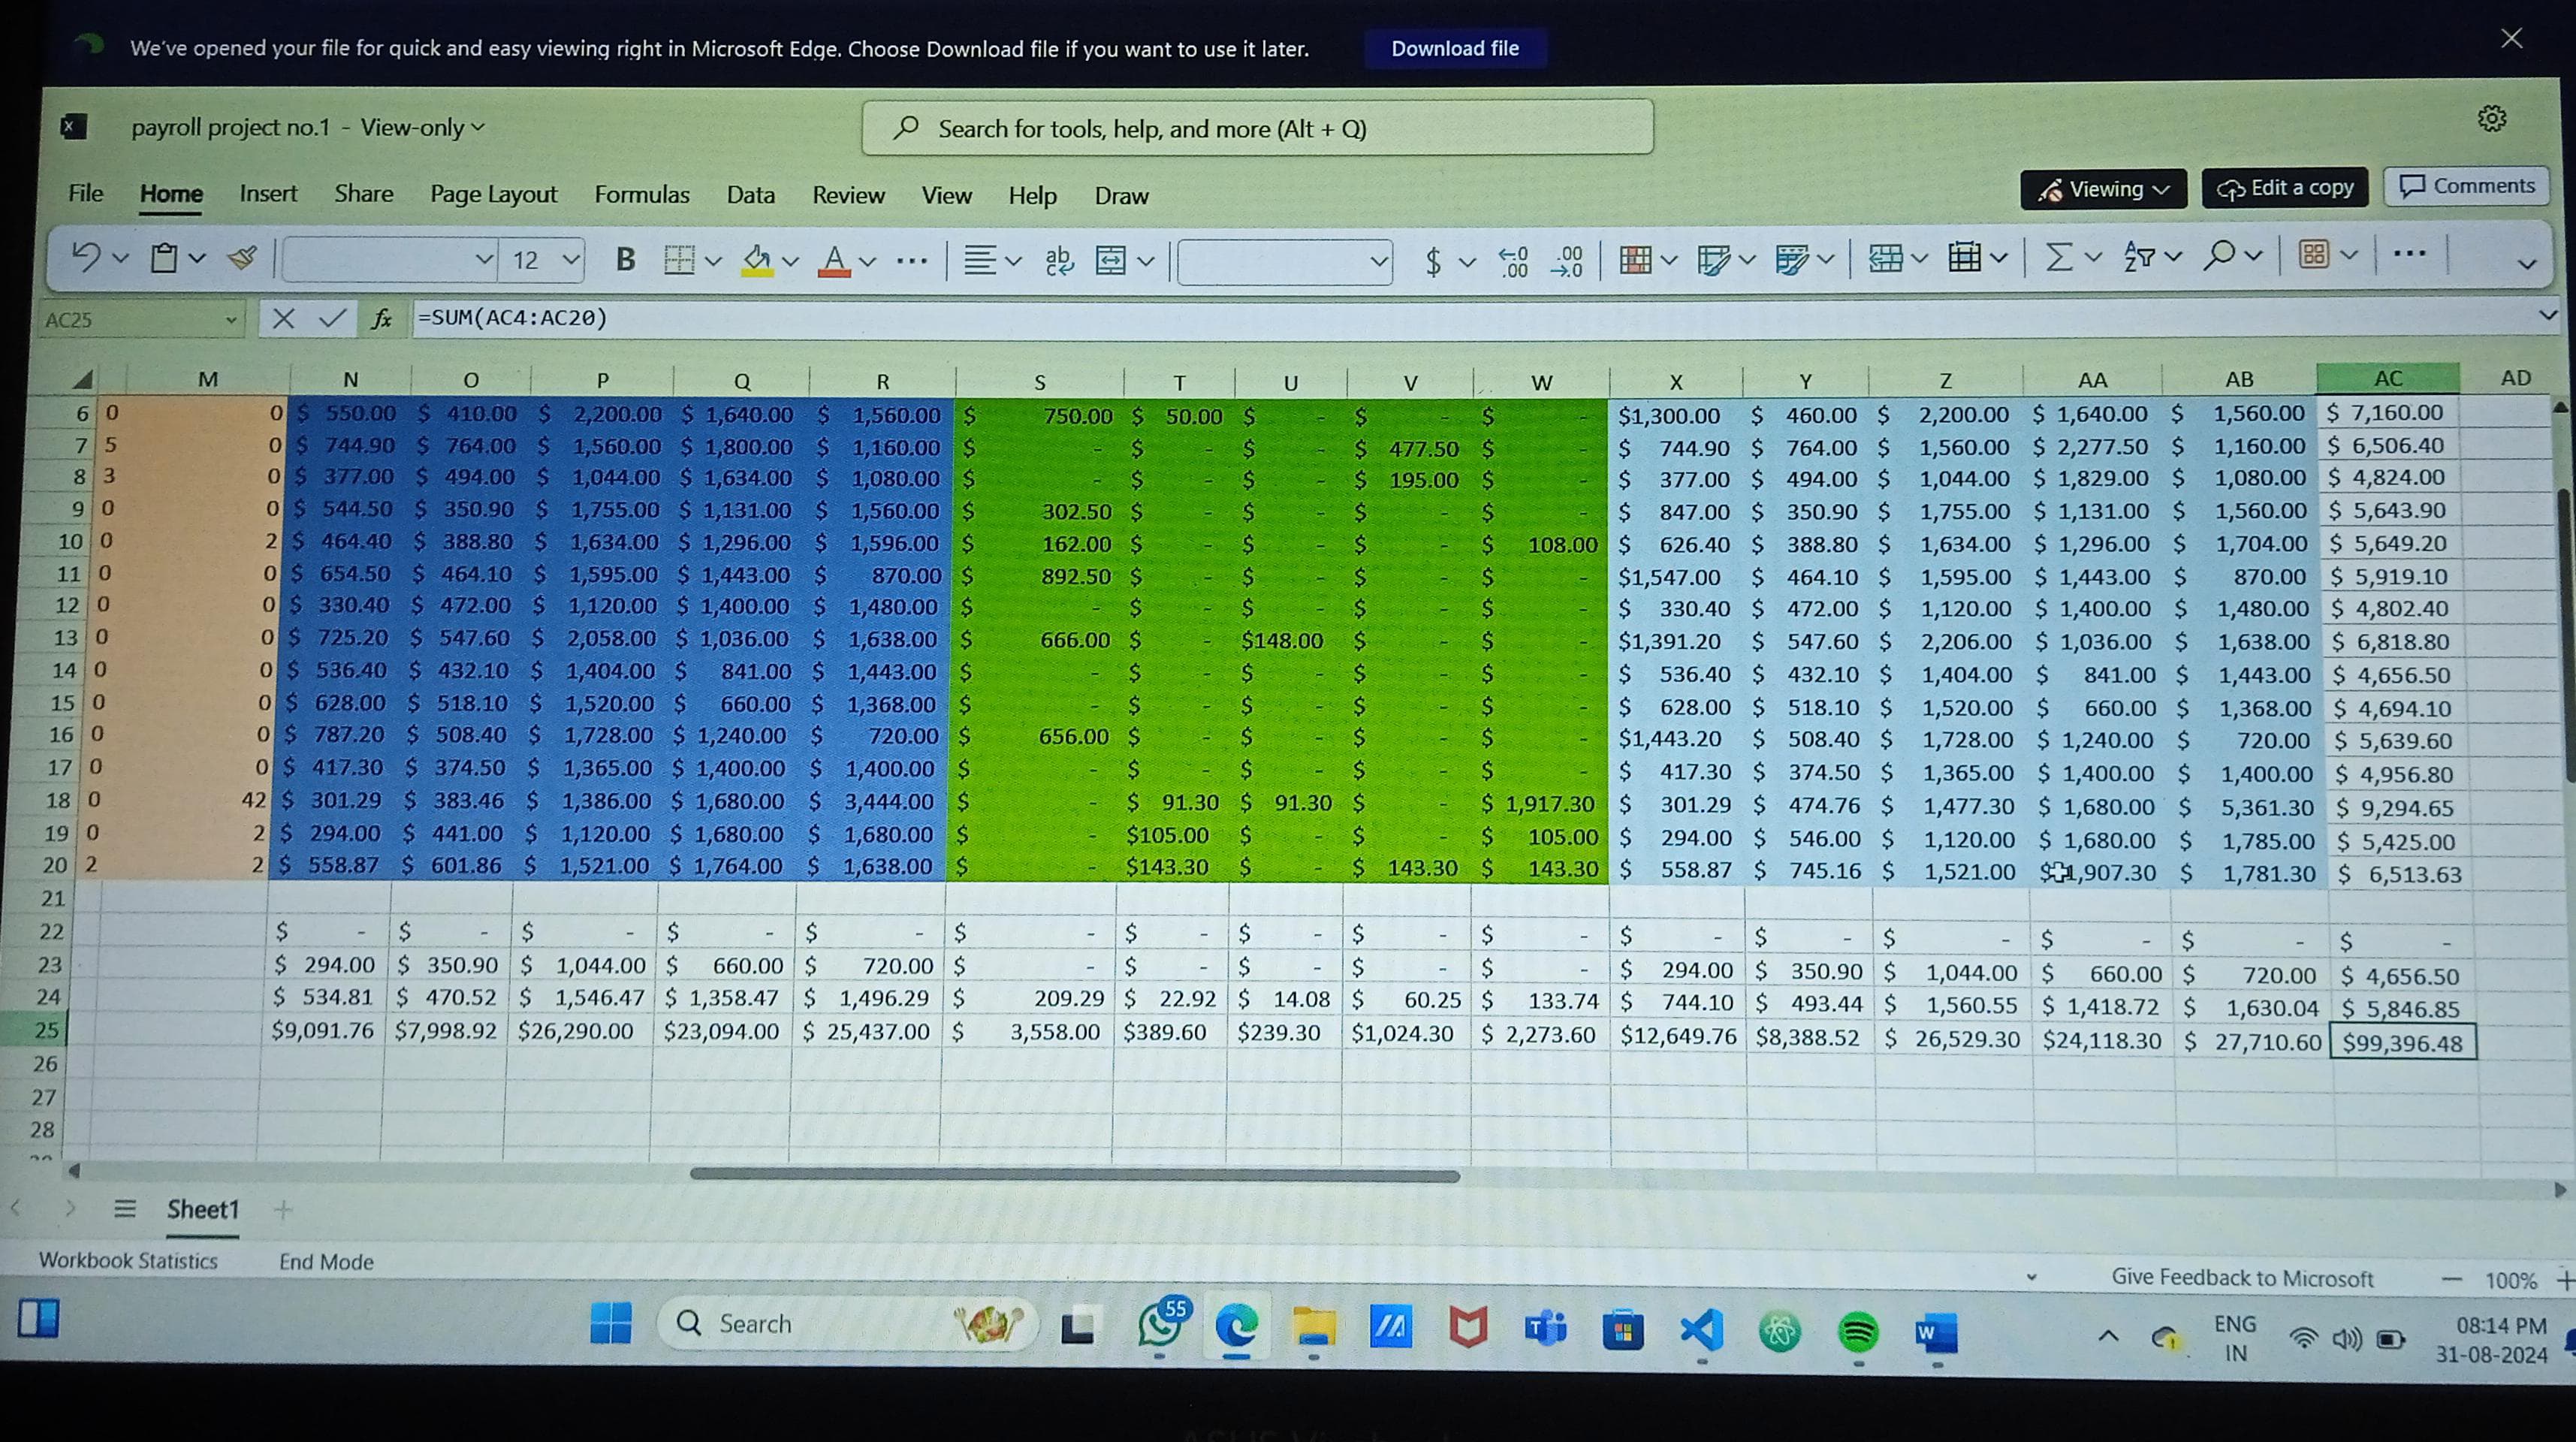 We've opened your file for quick and easy viewing right in Microsoft Edge. Choose Download file if you want to use it later. Download file
payroll project no.1 - View-only
Search for tools, help, and more (Alt + Q)
File Home Insert Share Page Layout Formulas Data Review View Help Draw Viewing Edit a copy Comments
12 B A ... ab $ .00 .00 ...
AC25 fx =SUM(AC4:AC20)
M N O P Q R S T U V W X Y Z AA AB AC AD
6 0 0 $ 550.00 $ 410.00 $ 2,200.00 $ 1,640.00 $ 1,560.00 $ 750.00 $ 50.00 $ - $ - $ - $1,300.00 $ 460.00 $ 2,200.00 $ 1,640.00 $ 1,560.00 $ 7,160.00
7 5 0 $ 744.90 $ 764.00 $ 1,560.00 $ 1,800.00 $ 1,160.00 $ - $ - $ - $ 477.50 $ - $ 744.90 $ 764.00 $ 1,560.00 $ 2,277.50 $ 1,160.00 $ 6,506.40
8 3 0 $ 377.00 $ 494.00 $ 1,044.00 $ 1,634.00 $ 1,080.00 $ - $ - $ - $ 195.00 $ - $ 377.00 $ 494.00 $ 1,044.00 $ 1,829.00 $ 1,080.00 $ 4,824.00
9 0 0 $ 544.50 $ 350.90 $ 1,755.00 $ 1,131.00 $ 1,560.00 $ 302.50 $ - $ - $ - $ - $ 847.00 $ 350.90 $ 1,755.00 $ 1,131.00 $ 1,560.00 $ 5,643.90
10 0 2 $ 464.40 $ 388.80 $ 1,634.00 $ 1,296.00 $ 1,596.00 $ 162.00 $ - $ - $ - $ 108.00 $ 626.40 $ 388.80 $ 1,634.00 $ 1,296.00 $ 1,704.00 $ 5,649.20
11 0 0 $ 654.50 $ 464.10 $ 1,595.00 $ 1,443.00 $ 870.00 $ 892.50 $ - $ - $ - $ - $1,547.00 $ 464.10 $ 1,595.00 $ 1,443.00 $ 870.00 $ 5,919.10
12 0 0 $ 330.40 $ 472.00 $ 1,120.00 $ 1,400.00 $ 1,480.00 $ - $ - $ - $ - $ - $ 330.40 $ 472.00 $ 1,120.00 $ 1,400.00 $ 1,480.00 $ 4,802.40
13 0 0 $ 725.20 $ 547.60 $ 2,058.00 $ 1,036.00 $ 1,638.00 $ 666.00 $ - $148.00 $ - $ - $1,391.20 $ 547.60 $ 2,206.00 $ 1,036.00 $ 1,638.00 $ 6,818.80
14 0 0 $ 536.40 $ 432.10 $ 1,404.00 $ 841.00 $ 1,443.00 $ - $ - $ - $ - $ - $ 536.40 $ 432.10 $ 1,404.00 $ 841.00 $ 1,443.00 $ 4,656.50
15 0 0 $ 628.00 $ 518.10 $ 1,520.00 $ 660.00 $ 1,368.00 $ - $ - $ - $ - $ - $ 628.00 $ 518.10 $ 1,520.00 $ 660.00 $ 1,368.00 $ 4,694.10
16 0 0 $ 787.20 $ 508.40 $ 1,728.00 $ 1,240.00 $ 720.00 $ 656.00 $ - $ - $ - $ - $1,443.20 $ 508.40 $ 1,728.00 $ 1,240.00 $ 720.00 $ 5,639.60
17 0 0 $ 417.30 $ 374.50 $ 1,365.00 $ 1,400.00 $ 1,400.00 $ - $ - $ - $ - $ - $ 417.30 $ 374.50 $ 1,365.00 $ 1,400.00 $ 1,400.00 $ 4,956.80
18 0 42 $ 301.29 $ 383.46 $ 1,386.00 $ 1,680.00 $ 3,444.00 $ - $ 91.30 $ 91.30 $ - $ 1,917.30 $ 301.29 $ 474.76 $ 1,477.30 $ 1,680.00 $ 5,361.30 $ 9,294.65
19 0 2 $ 294.00 $ 441.00 $ 1,120.00 $ 1,680.00 $ 1,680.00 $ - $105.00 $ - $ - $ 105.00 $ 294.00 $ 546.00 $ 1,120.00 $ 1,680.00 $ 1,785.00 $ 5,425.00
20 2 2 $ 558.87 $ 601.86 $ 1,521.00 $ 1,764.00 $ 1,638.00 $ - $143.30 $ - $ 143.30 $ 143.30 $ 558.87 $ 745.16 $ 1,521.00 $ 1,907.30 $ 1,781.30 $ 6,513.63
21
22 $ - $ - $ - $ - $ - $ - $ - $ - $ - $ - $ - $ - $ - $ - $ - $ -
23 $ 294.00 $ 350.90 $ 1,044.00 $ 660.00 $ 720.00 $ - $ - $ - $ - $ - $ 294.00 $ 350.90 $ 1,044.00 $ 660.00 $ 720.00 $ 4,656.50
24 $ 534.81 $ 470.52 $ 1,546.47 $ 1,358.47 $ 1,496.29 $ 209.29 $ 22.92 $ 14.08 $ 60.25 $ 133.74 $ 744.10 $ 493.44 $ 1,560.55 $ 1,418.72 $ 1,630.04 $ 5,846.85
25 $9,091.76 $7,998.92 $26,290.00 $23,094.00 $ 25,437.00 $ 3,558.00 $389.60 $239.30 $1,024.30 $ 2,273.60 $12,649.76 $8,388.52 $ 26,529.30 $24,118.30 $ 27,710.60 $99,396.48
26
27
28
Sheet1
Workbook Statistics End Mode
Give Feedback to Microsoft 100%
Search 55 W ENG IN
08:14 PM
31-08-2024